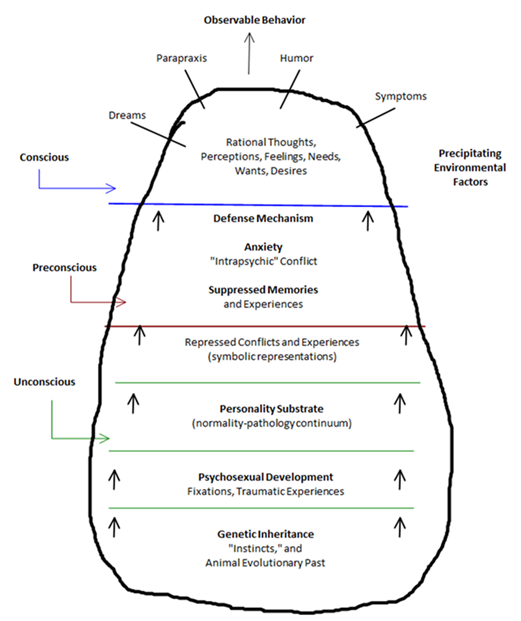 Observable Behavior
Parapraxis
Humor
Symptoms
Dreams
Rational Thoughts,
Perceptions, Feelings, Needs,
Wants, Desires
Precipitating
Environmental
Factors
Conscious
Defense Mechanism
Anxiety
"Intrapsychic" Conflict
Preconscious
Suppressed Memories
and Experiences
Repressed Conflicts and Experiences
(symbolic representations)
Unconscious
Personality Substrate
(normality-pathology continuum)
Psychosexual Development
Fixations, Traumatic Experiences
Genetic Inheritance
"Instincts," and
Animal Evolutionary Past